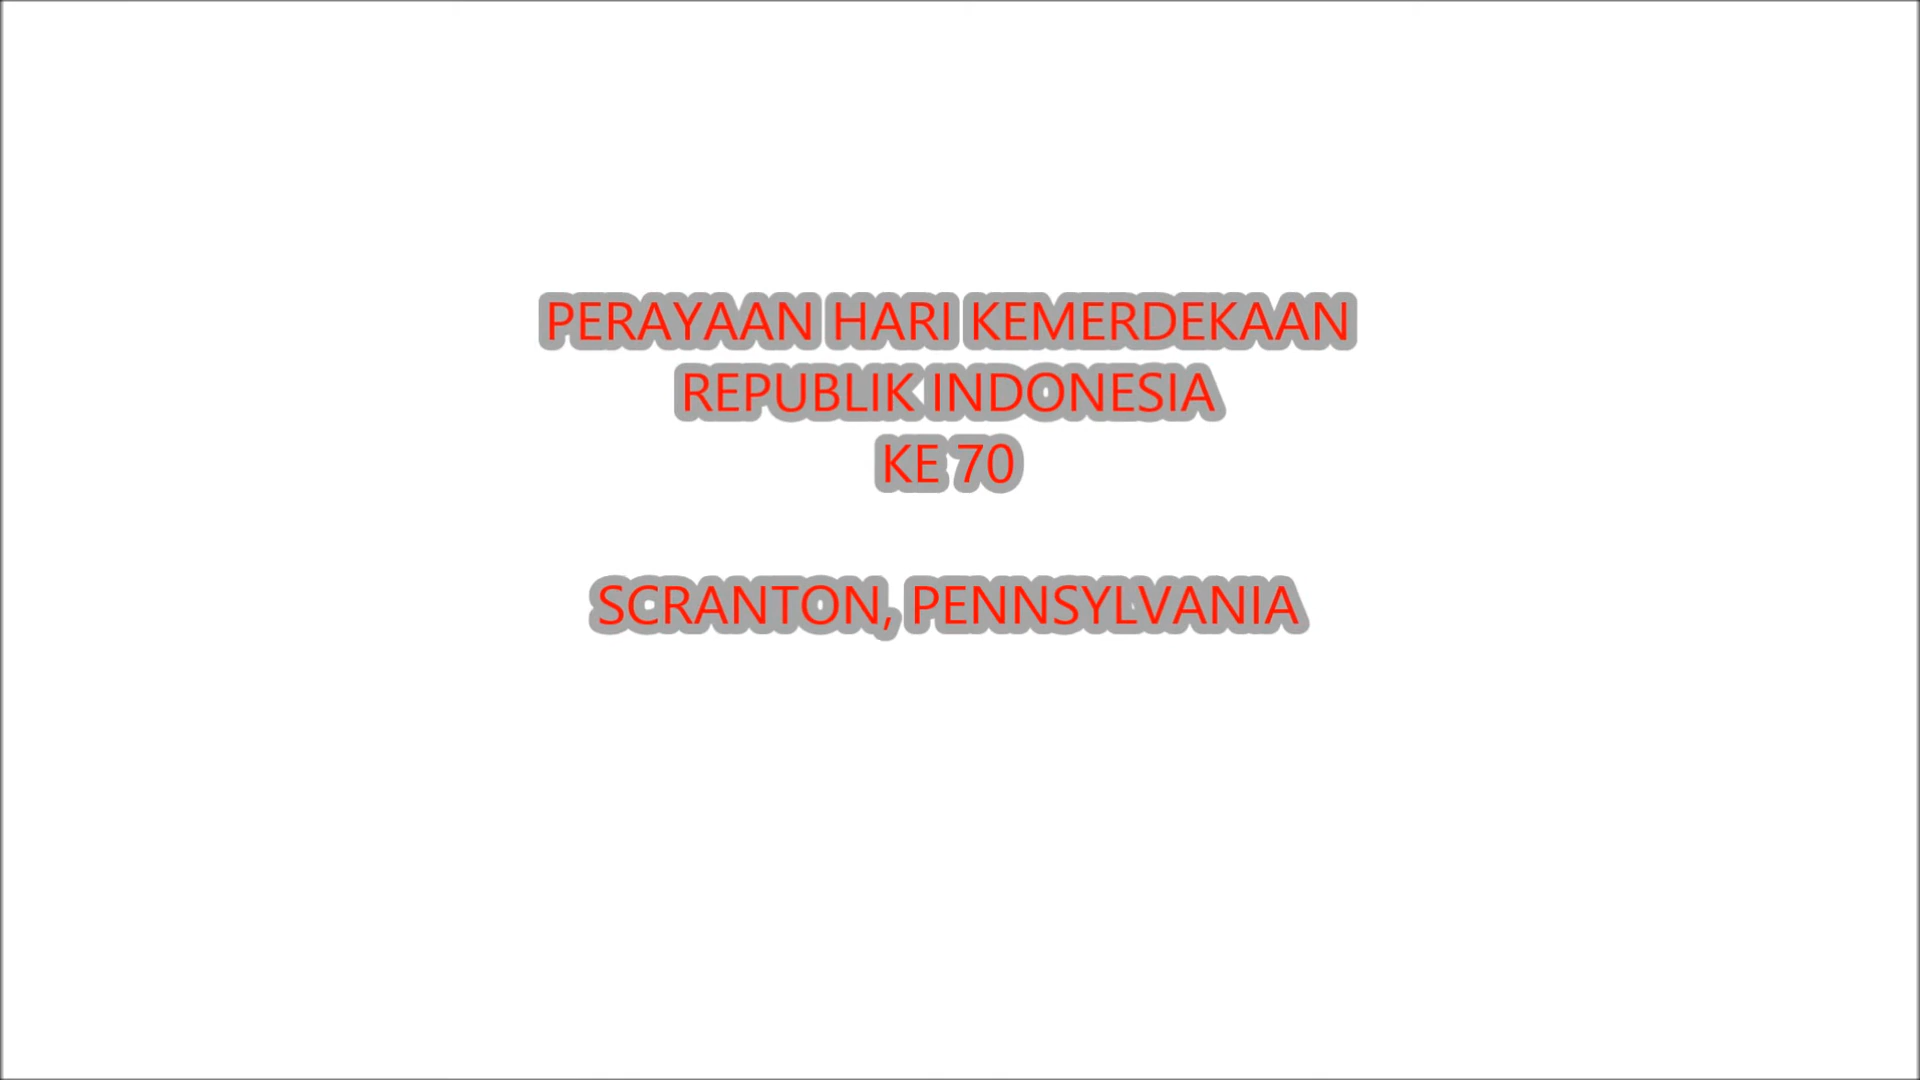 PERAYAAN HARI KEMERDEKAAN
REPUBLIK INDONESIA
KE 70
SCRANTON, PENNSYLVANIA